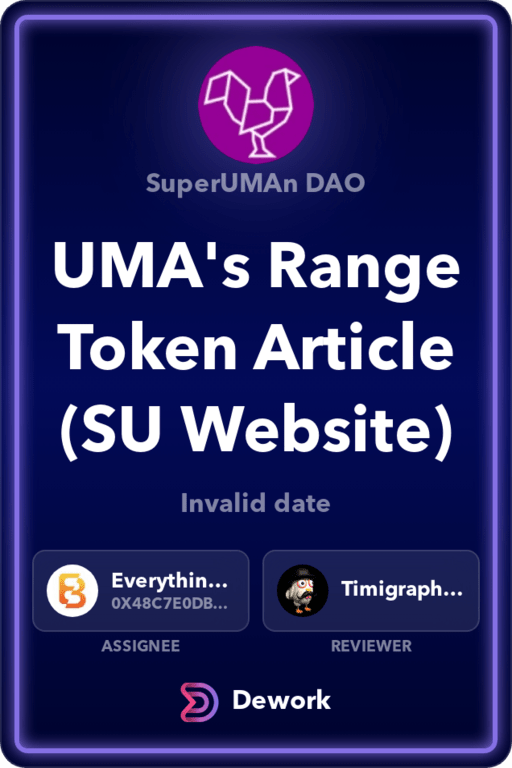 SuperUMAn DAO
UMA's Range
Token Article
(SU Website)
Invalid date
Everythin...
0X48C7E0DB...
ASSIGNEE
Timigraph...
REVIEWER
Dework